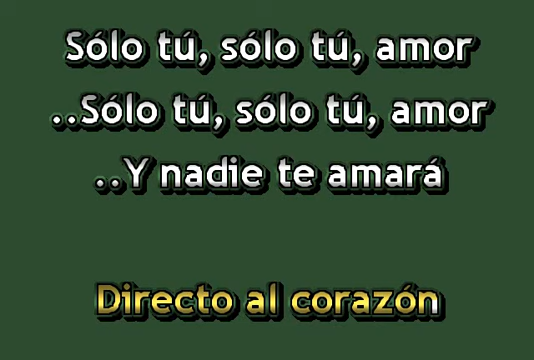 Sólo tú, sólo tú, amor
..Sólo tú, sólo tú, amor
..Y nadie te amará
Directo al corazón